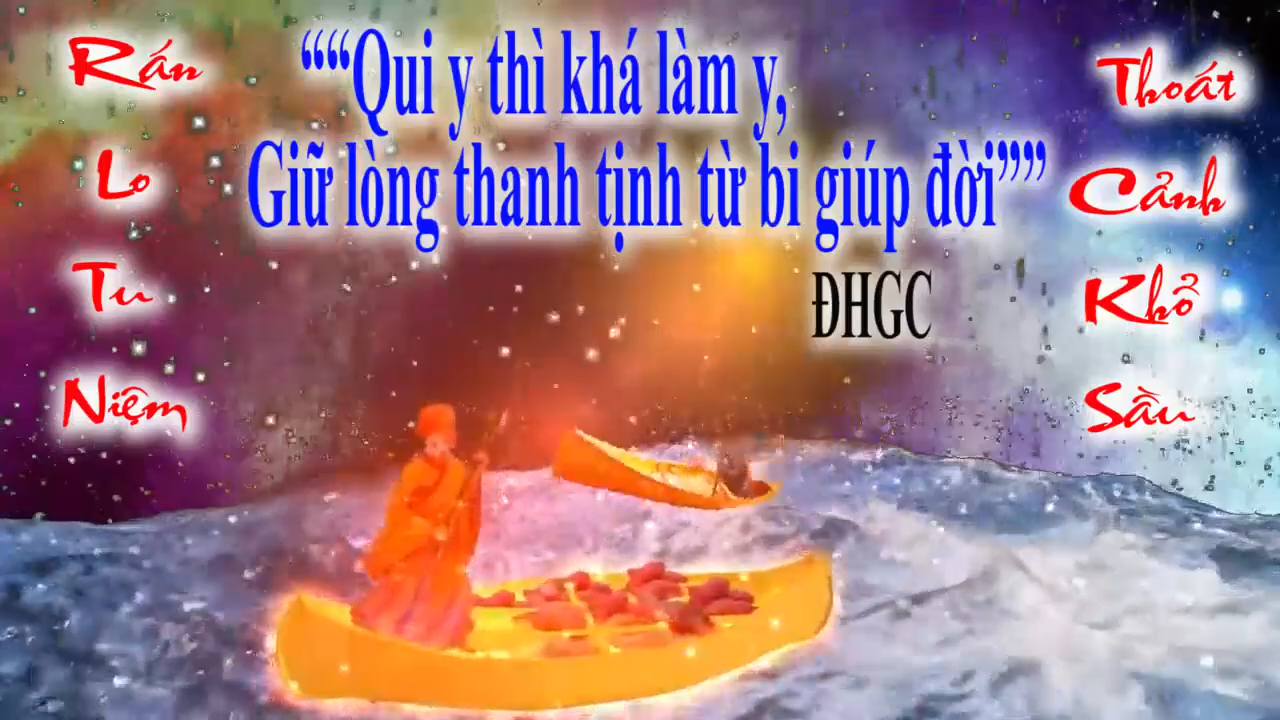 Rấn
Lo
Tu
Niệm
““Qui y thì khá làm y,
Giữ lòng thanh tịnh từ bi giúp đời””
ĐHGC
Thoát
Cảnh
Khổ
Sầu